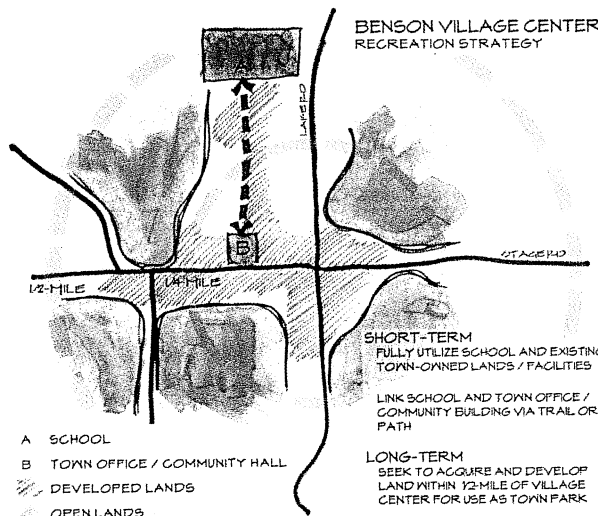 BENSON VILLAGE CENTER
RECREATION STRATEGY
A
LAKE RD
B
STAGE RD
1/2-MILE
1/4-MILE
SHORT-TERM
FULLY UTILIZE SCHOOL AND EXISTING
TOWN-OWNED LANDS / FACILITIES
LINK SCHOOL AND TOWN OFFICE /
COMMUNITY BUILDING VIA TRAIL OR
PATH
LONG-TERM
SEEK TO ACQUIRE AND DEVELOP
LAND WITHIN 1/2-MILE OF VILLAGE
CENTER FOR USE AS TOWN PARK
A SCHOOL
B TOWN OFFICE / COMMUNITY HALL
DEVELOPED LANDS
OPEN LANDS